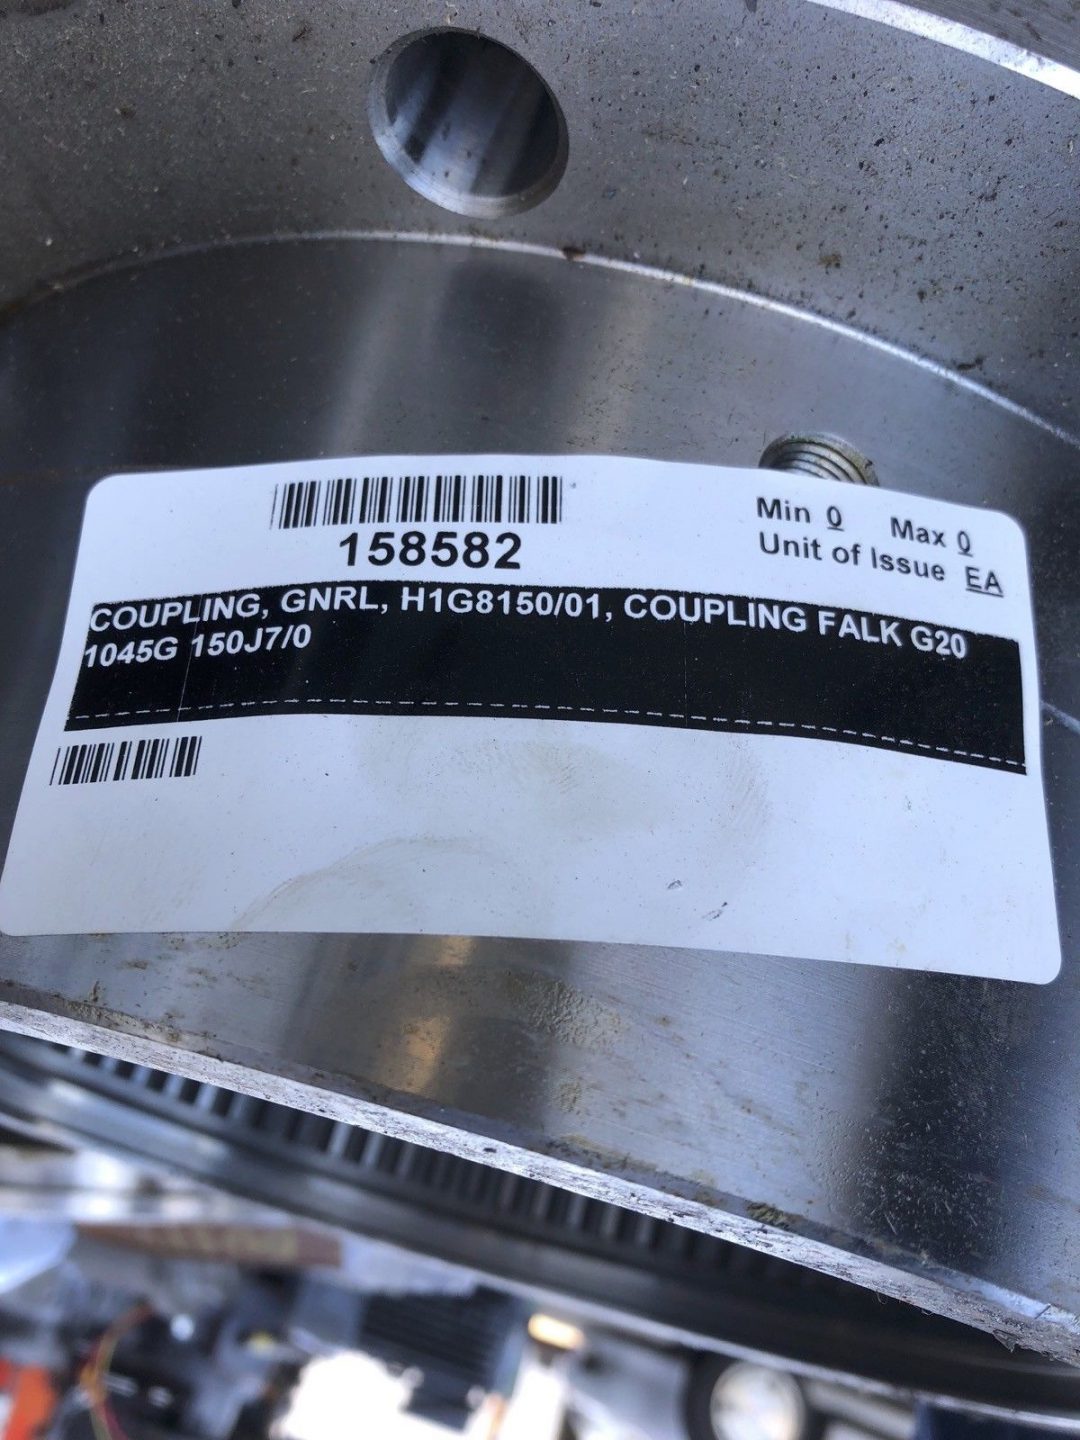 158582
Min 0 Max 0
Unit of Issue EA
COUPLING, GNRL, H1G8150/01, COUPLING FALK G20
1045G 150J7/0